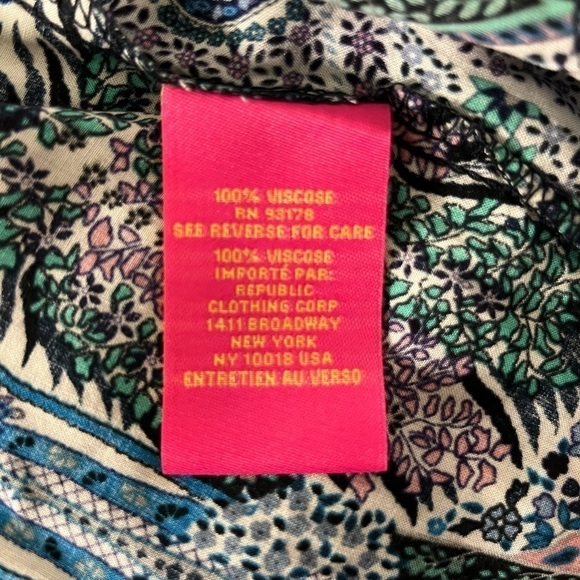 100% VISCOSE
RN 93178
SEE REVERSE FOR CARE
100% VISCOSE
IMPORTÉ PAR:
REPUBLIC
CLOTHING CORP
1411 BROADWAY
NEW YORK
NY 10018 USA
ENTRETIEN AU VERSO